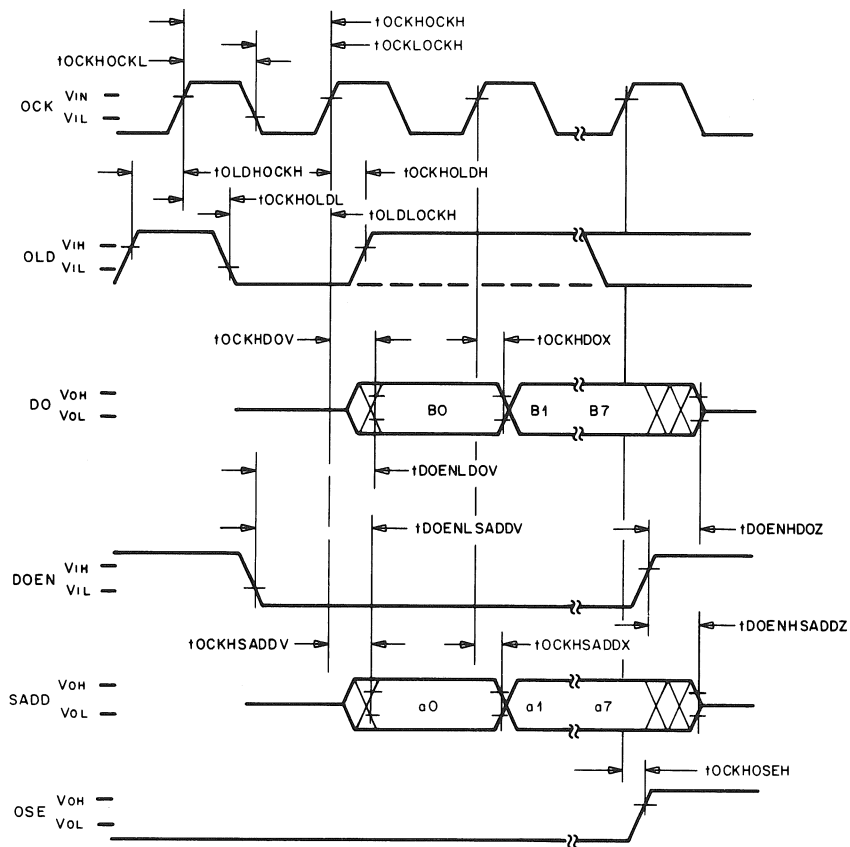 tOCKHOCKH
tOCKLOCKH
tOCKHOCKL
OCK
VIN
VIL
tOLDHOCKH
tOCKHOLDH
tOCKHOLDL
tOLDLOCKH
OLD
VIH
VIL
tOCKHDOV
tOCKHDOX
DO
VOH
VOL
B0 B1 B7
tDOENLDOV
tDOENLSADDV
tDOENHDOZ
DOEN
VIH
VIL
tDOENHSADDZ
tOCKHSADDV
tOCKHSADDX
SADD
VOH
VOL
a0 a1 a7
tOCKHOSEH
OSE
VOH
VOL